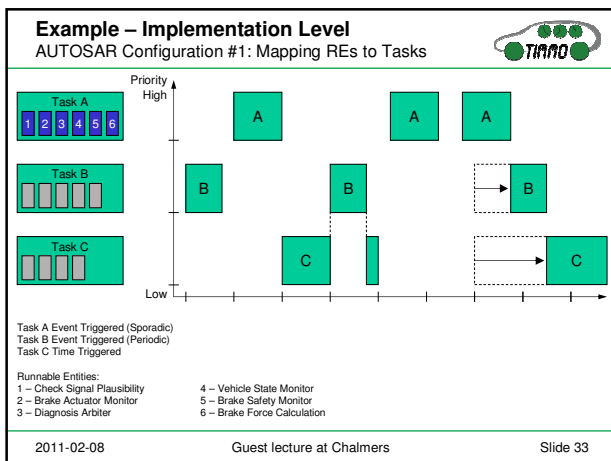 Example – Implementation Level
AUTOSAR Configuration #1: Mapping REs to Tasks
TIMMO
Priority
High
Task A
1 2 3 4 5 6
A
A
A
Task B
B
B
B
Task C
C
C
Low
Task A Event Triggered (Sporadic)
Task B Event Triggered (Periodic)
Task C Time Triggered
Runnable Entities:
1 – Check Signal Plausibility
2 – Brake Actuator Monitor
3 – Diagnosis Arbiter
4 – Vehicle State Monitor
5 – Brake Safety Monitor
6 – Brake Force Calculation
2011-02-08
Guest lecture at Chalmers
Slide 33